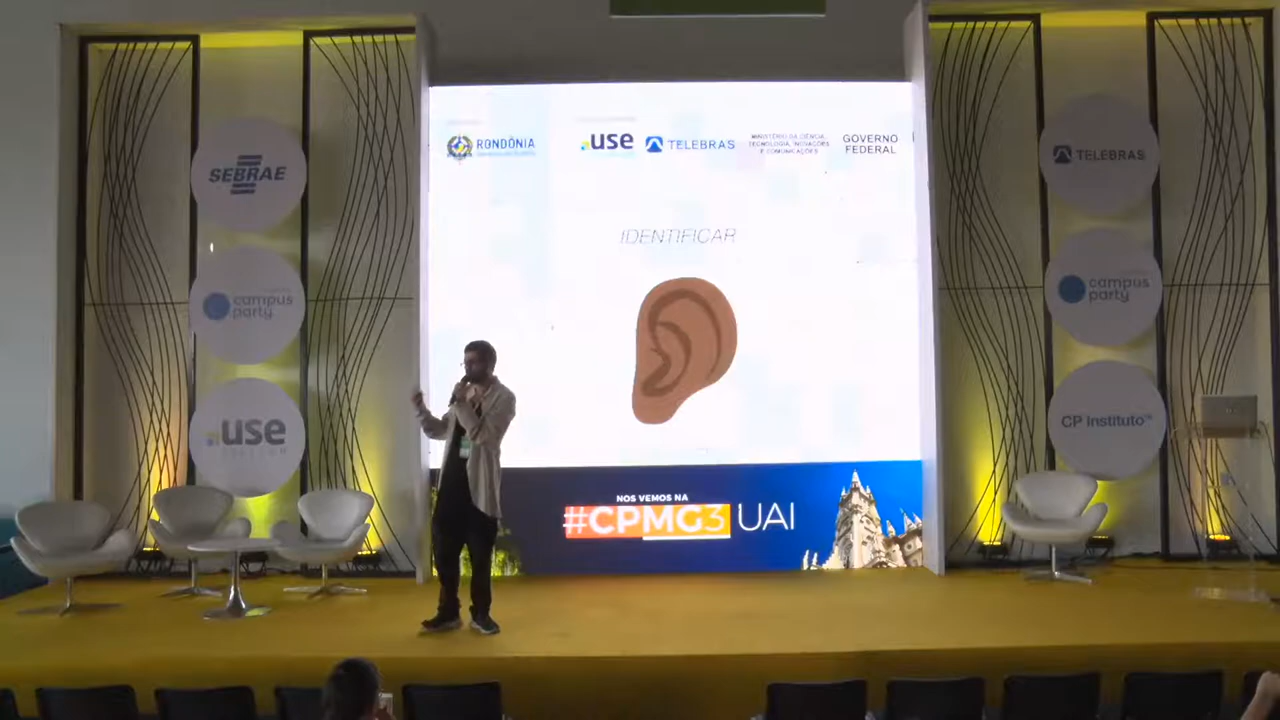 SEBRAE
campus
party
use
TELECOM
RONDÔNIA
.use
TELEBRAS
MINISTÉRIO DA CIÊNCIA,
TECNOLOGIA, INOVAÇÕES
E COMUNICAÇÕES
GOVERNO
FEDERAL
IDENTIFICAR
NOS VEMOS NA
#CPMG3 UAI
TELEBRAS
campus
party
CP Instituto